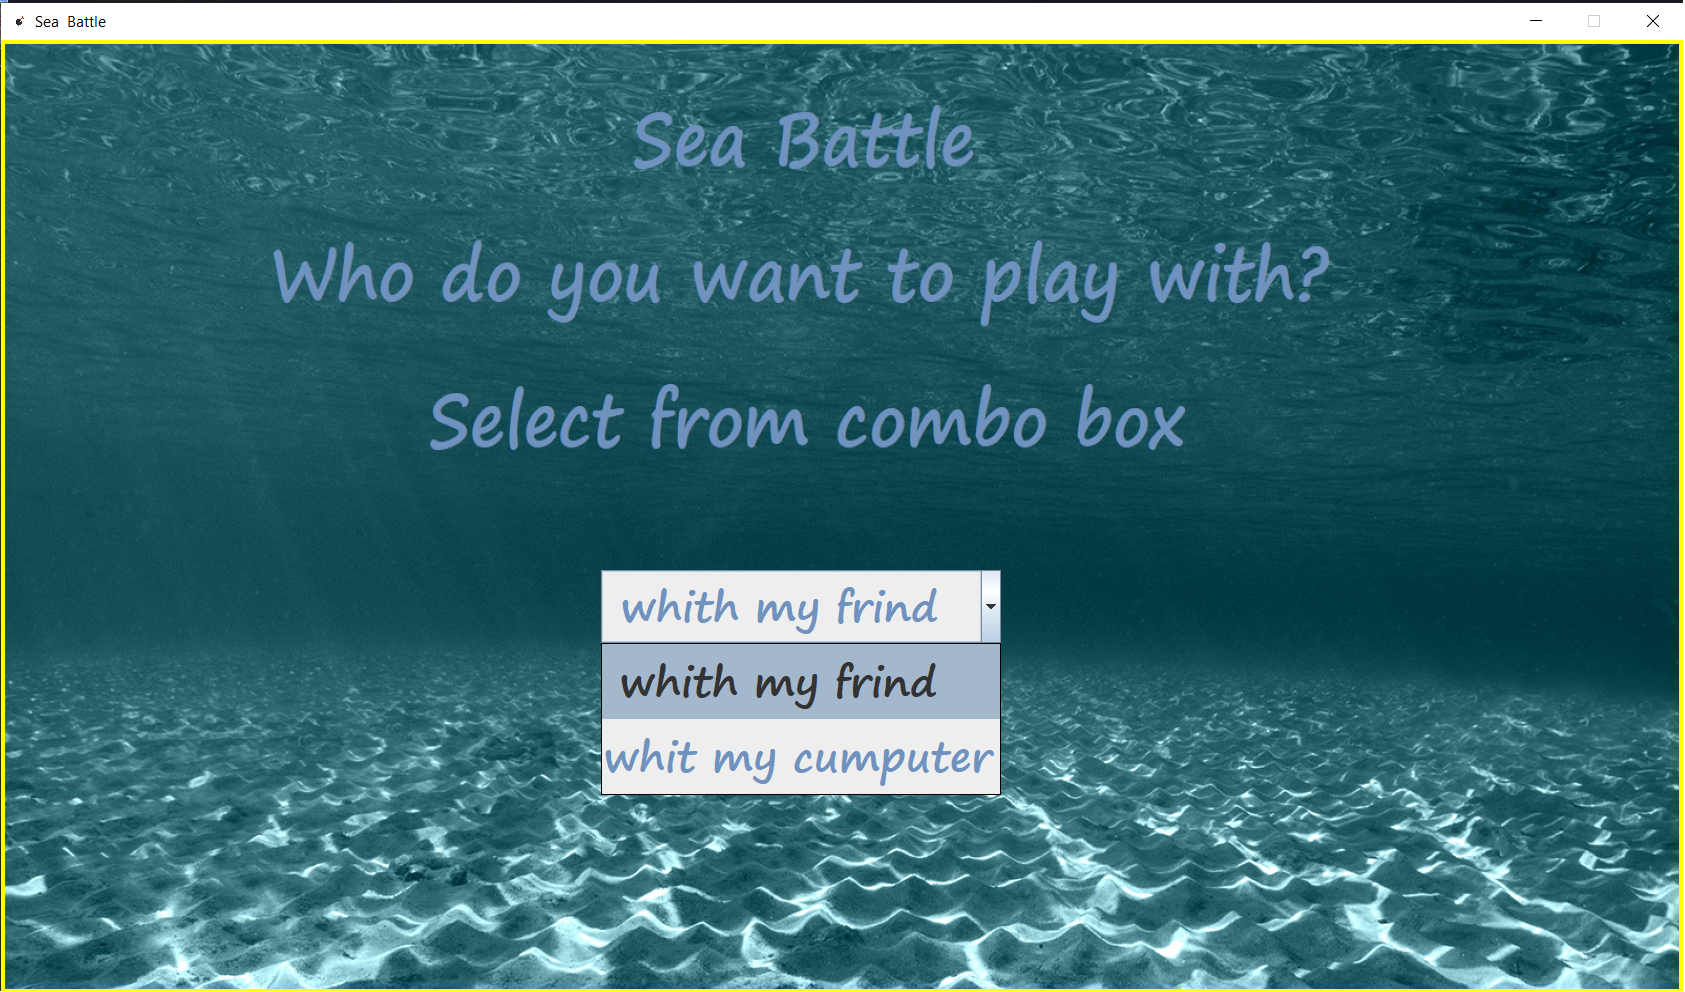 Sea Battle
Sea Battle
Who do you want to play with?
Select from combo box
whith my frind
whith my frind
whit my cumputer